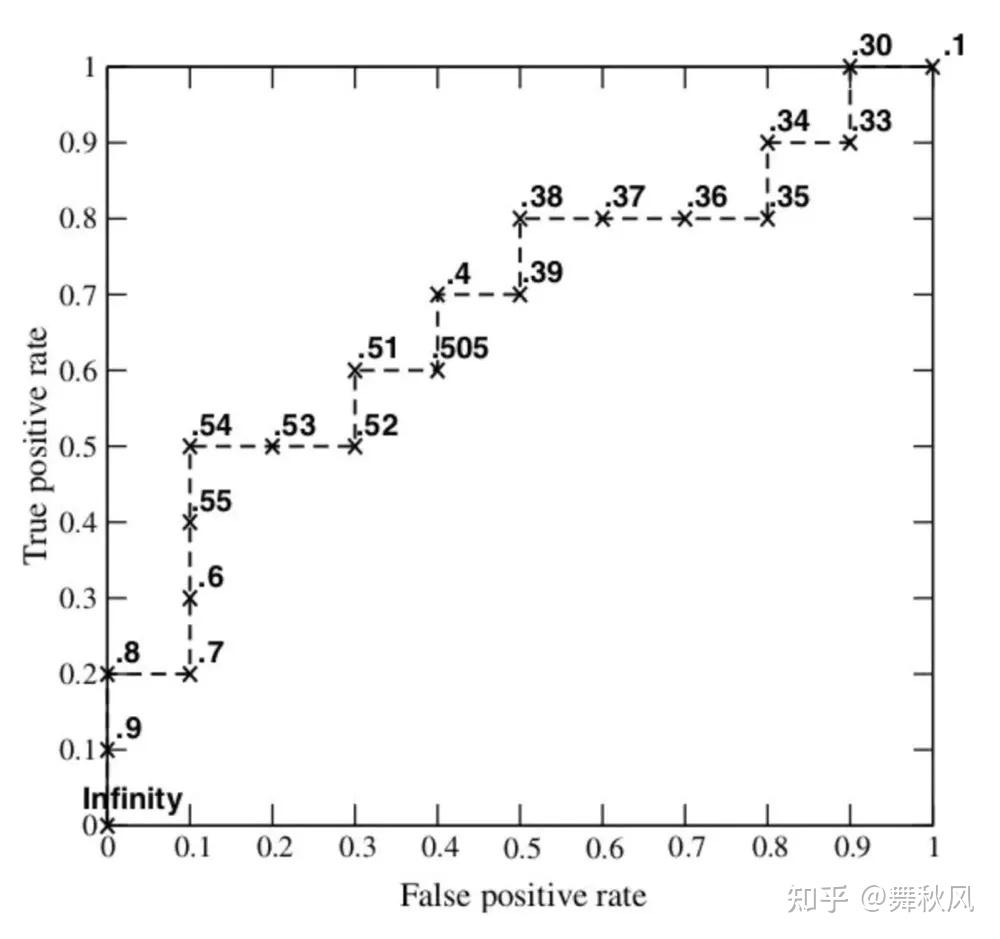 .30 .1
1
.34 .33
0.9
.38 .37 .36 .35
0.8
.4 .39
0.7
.51 .505
0.6
.54 .53 .52
0.5
.55
0.4
.6
0.3
.8 .7
0.2
.9
0.1
Infinity
0
0 0.1 0.2 0.3 0.4 0.5 0.6 0.7 0.8 0.9 1
True positive rate
False positive rate
知乎 @舞秋风